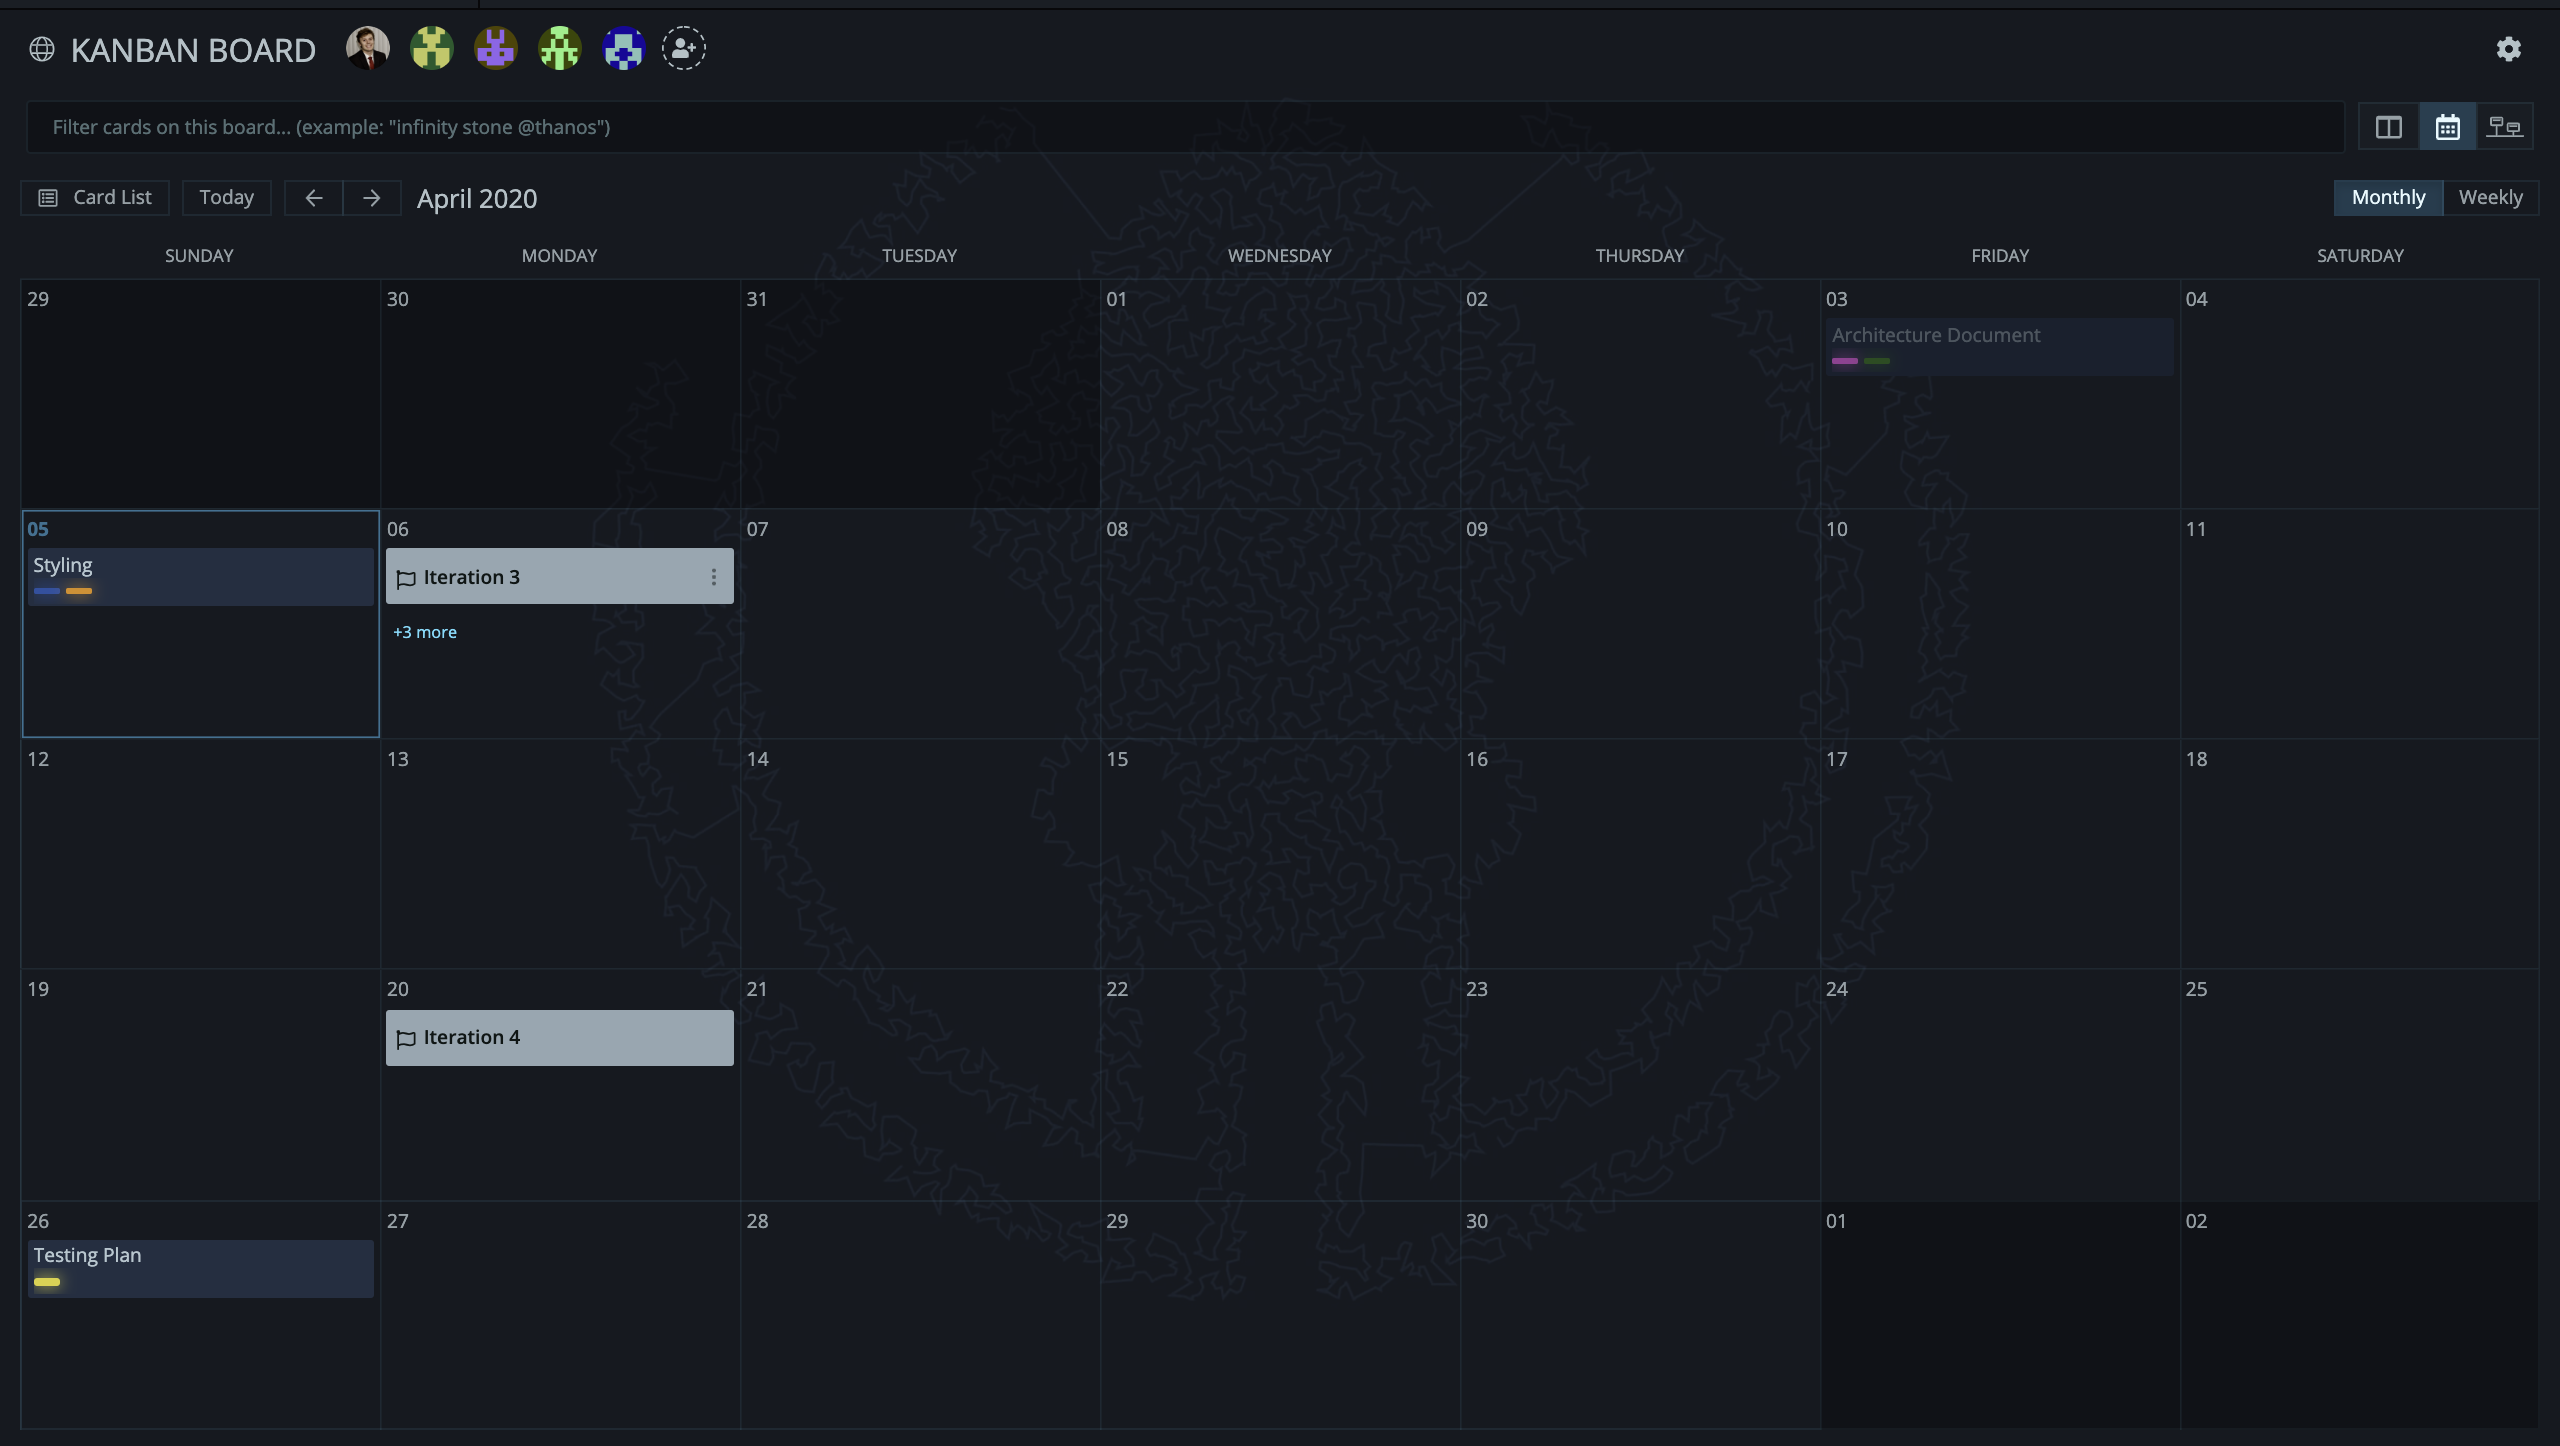 KANBAN BOARD
Filter cards on this board... (example: "infinity stone @thanos")
Card List Today April 2020 Monthly Weekly
SUNDAY MONDAY TUESDAY WEDNESDAY THURSDAY FRIDAY SATURDAY
29 30 31 01 02 03 04
Architecture Document
05 06 07 08 09 10 11
Styling
Iteration 3
+3 more
12 13 14 15 16 17 18
19 20 21 22 23 24 25
Iteration 4
26 27 28 29 30 01 02
Testing Plan